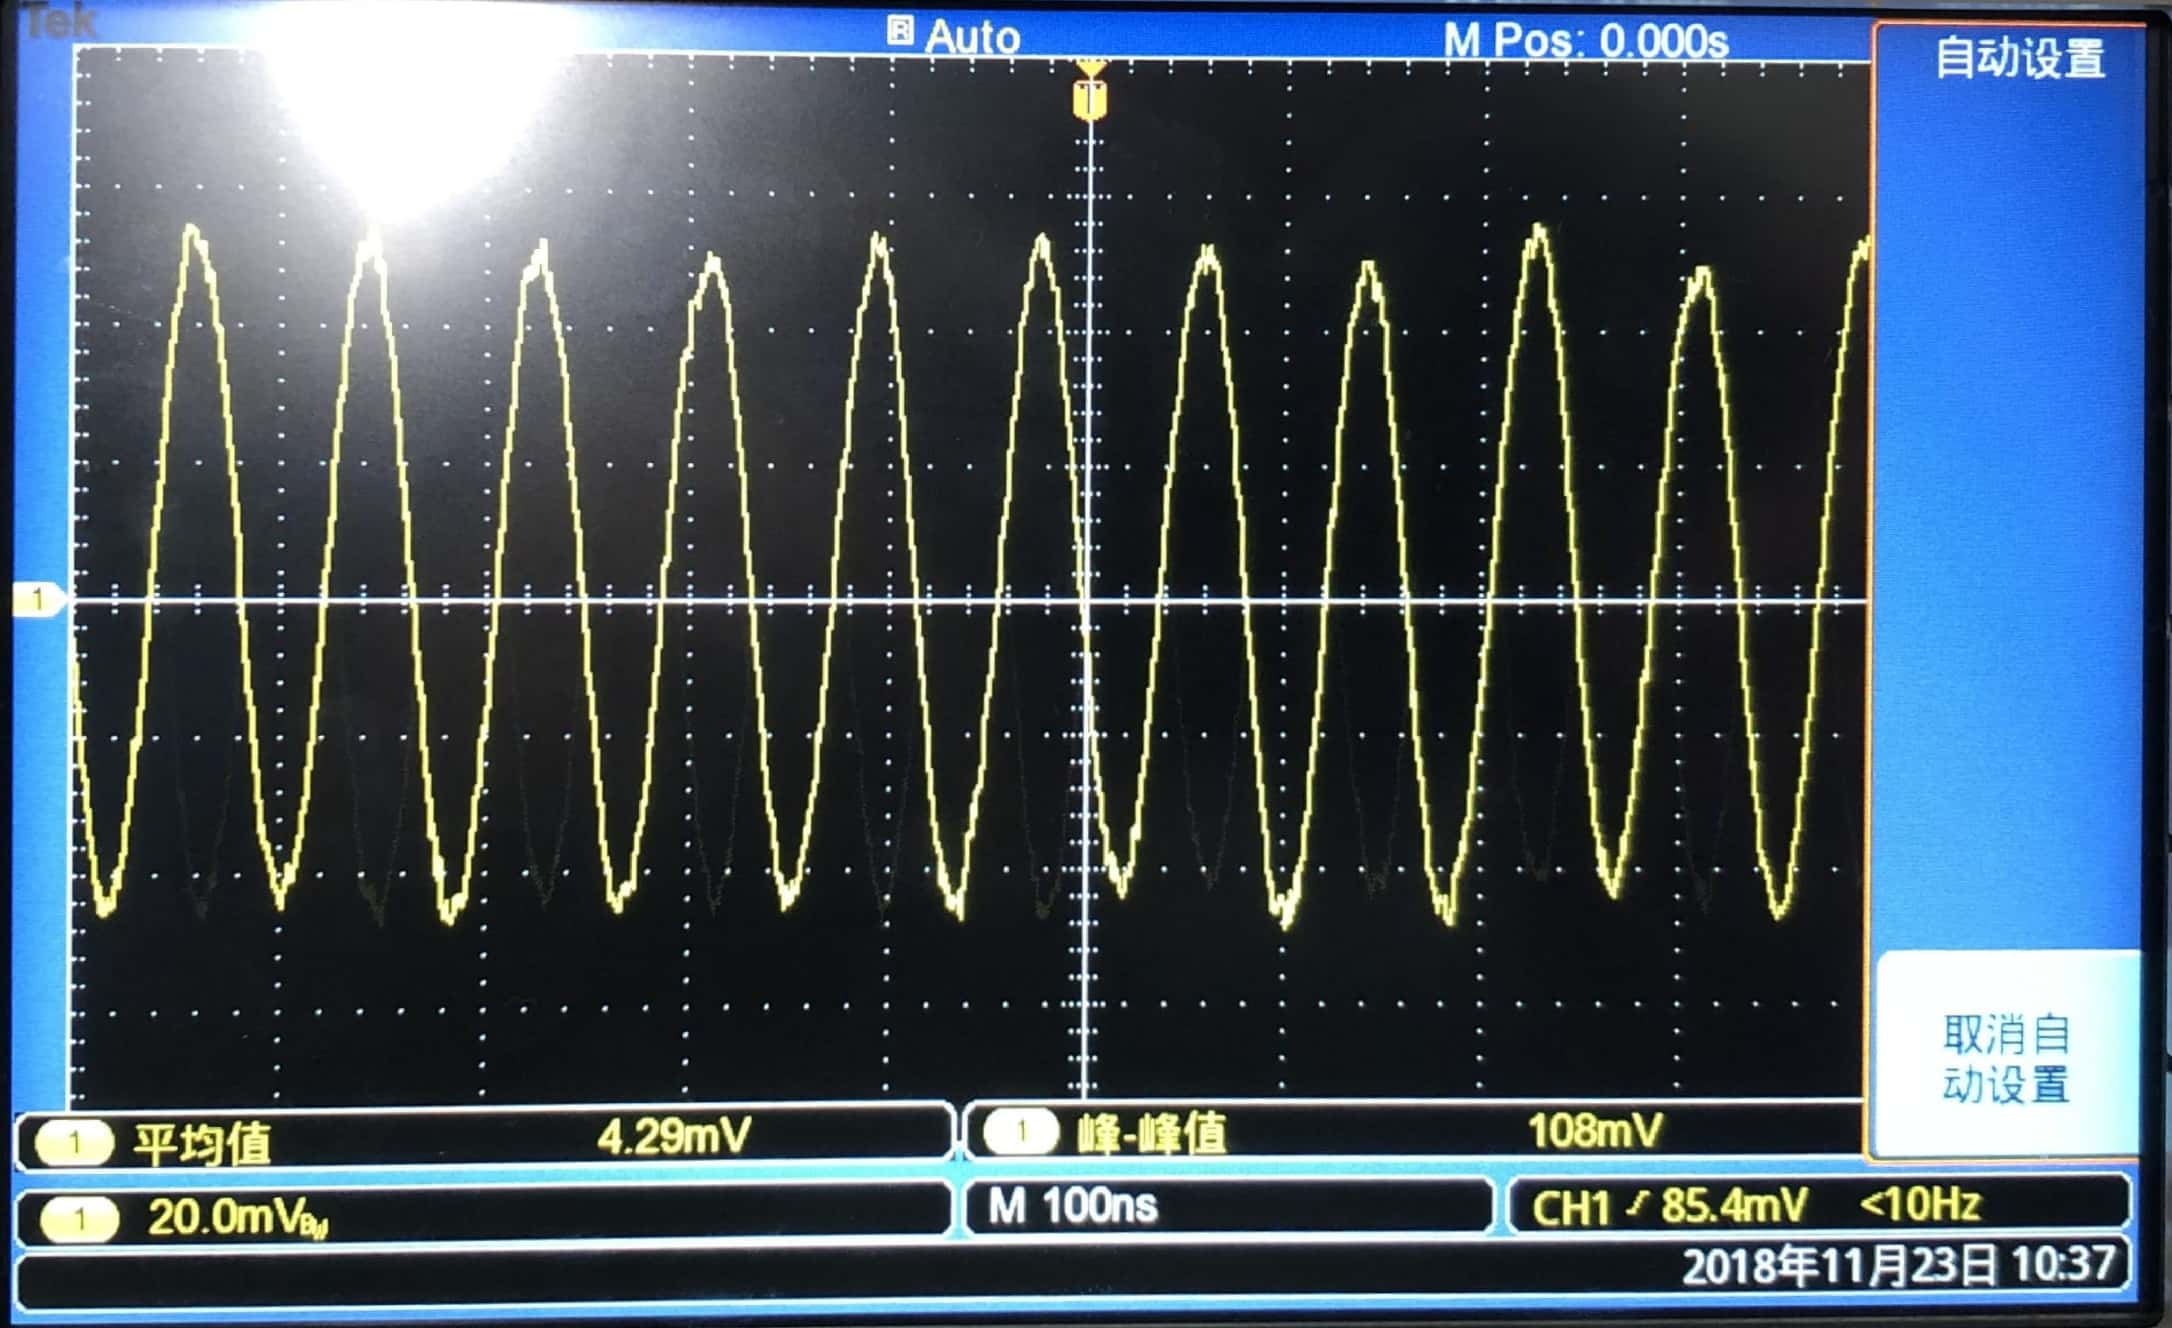 Tek
R Auto
M Pos: 0.000s
自动设置
T
1
取消自
动设置
1 平均值 4.29mV
1 峰-峰值 108mV
1 20.0mVBW
M 100ns
CH1 85.4mV <10Hz
2018年11月23日 10:37